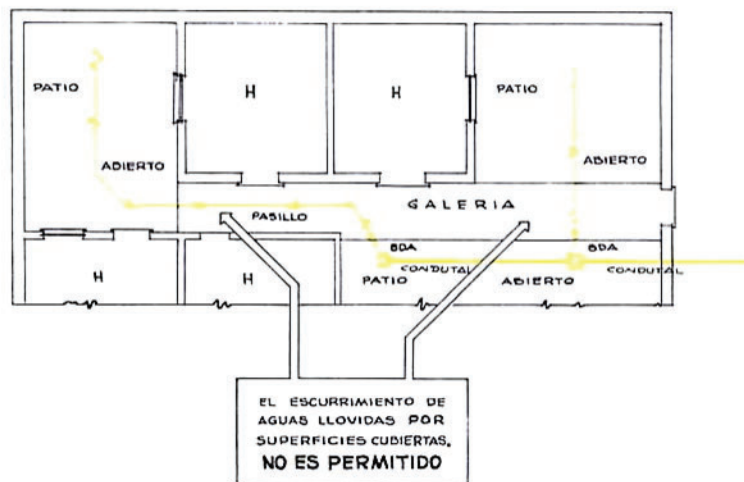 PATIO
H
H
PATIO
ABIERTO
ABIERTO
GALERIA
PASILLO
BDA
BDA
CONDUTAL
CONDUTAL
H
H
PATIO
ABIERTO
EL ESCURRIMIENTO DE
AGUAS LLOVIDAS POR
SUPERFICIES CUBIERTAS.
NO ES PERMITIDO